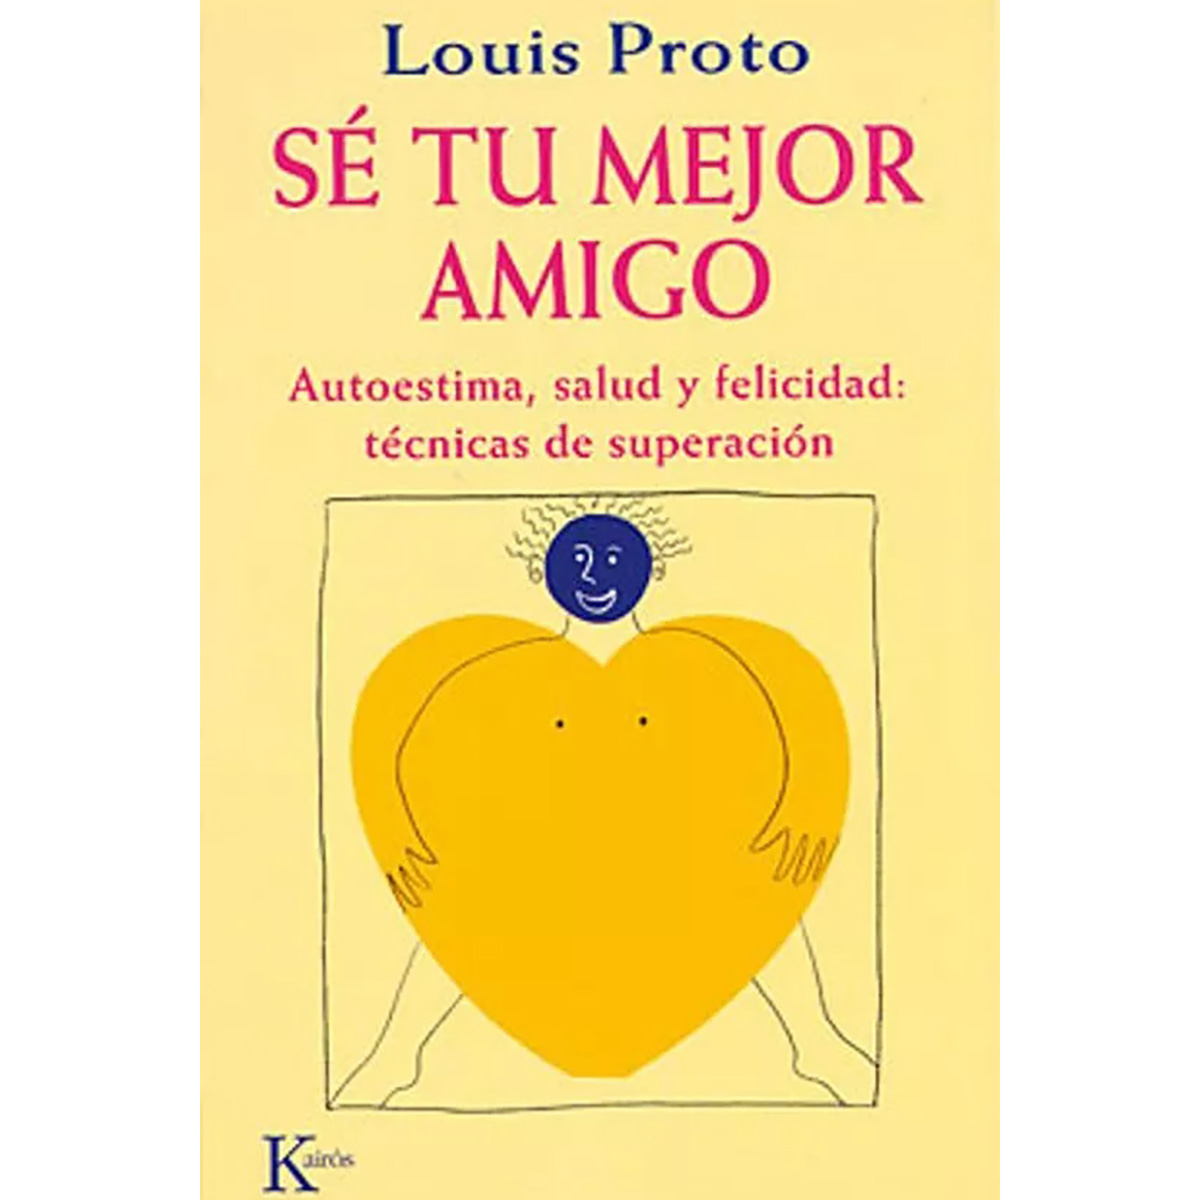 Louis Proto
SÉ TU MEJOR
AMIGO
Autoestima, salud y felicidad:
técnicas de superación
Kairós